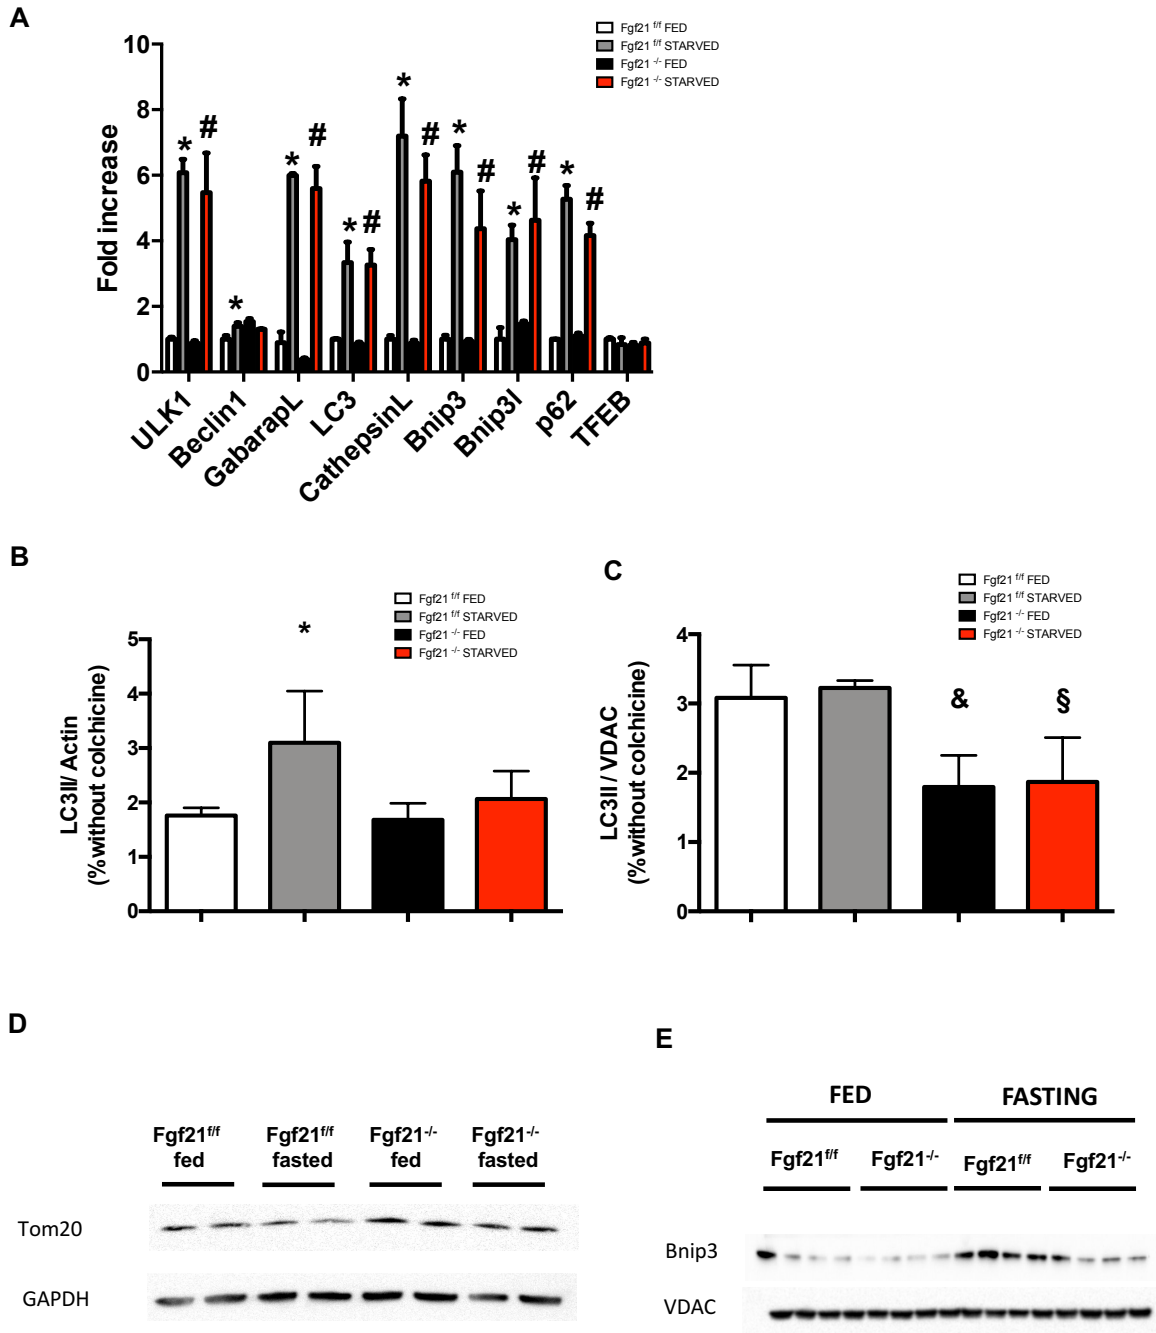 A
Fgf21 f/f FED
Fgf21 f/f STARVED
Fgf21 -/- FED
Fgf21 -/- STARVED
Fold increase
10
8
6
4
2
0
* # * * # * # * # * # * # * #
ULK1 Beclin1 GabarapL LC3 CathepsinL Bnip3 Bnip3l p62 TFEB
B
Fgf21 f/f FED
Fgf21 f/f STARVED
Fgf21 -/- FED
Fgf21 -/- STARVED
LC3II/ Actin
(%without colchicine)
5
4
3
2
1
0
*
C
Fgf21 f/f FED
Fgf21 f/f STARVED
Fgf21 -/- FED
Fgf21 -/- STARVED
LC3II / VDAC
(%without colchicine)
4
3
2
1
0
& §
D
Fgf21f/f Fgf21f/f Fgf21-/- Fgf21-/-
fed fasted fed fasted
Tom20
GAPDH
E
FED FASTING
Fgf21f/f Fgf21-/- Fgf21f/f Fgf21-/-
Bnip3
VDAC